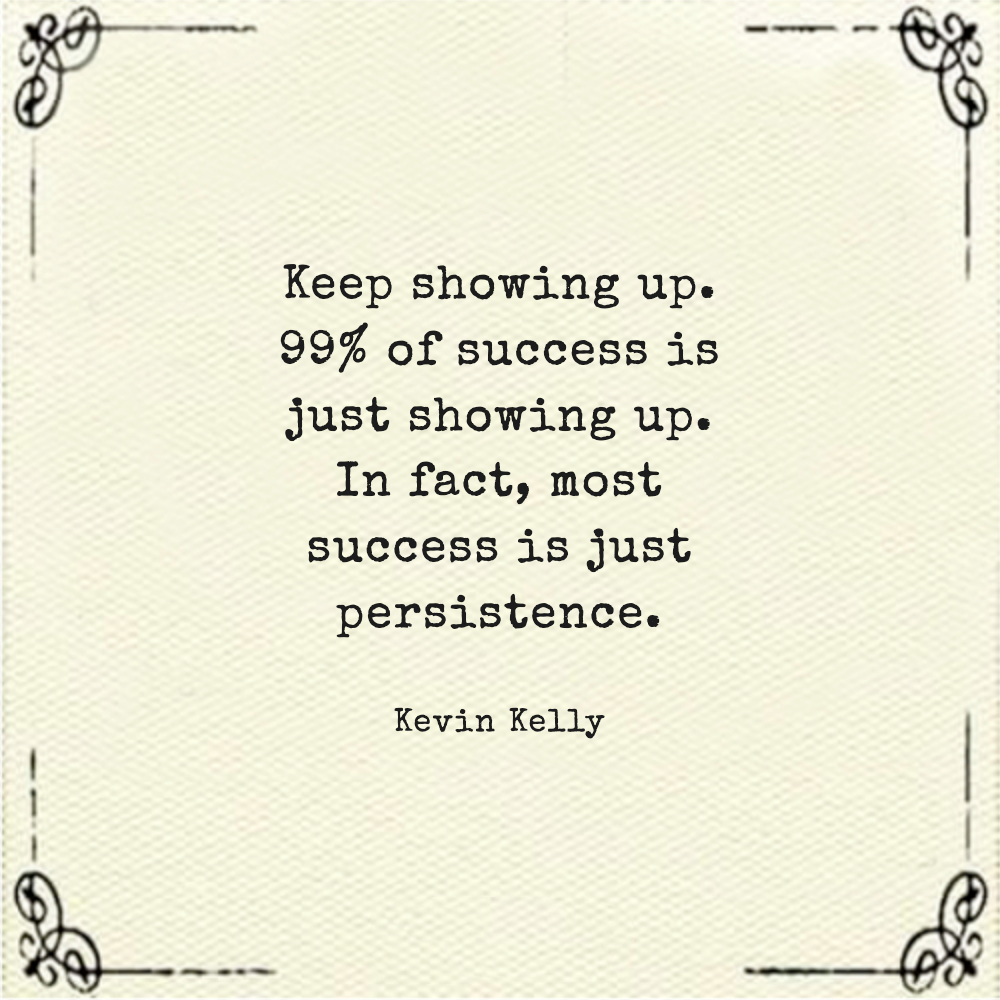 Keep showing up.
99% of success is
just showing up.
In fact, most
success is just
persistence.
Kevin Kelly